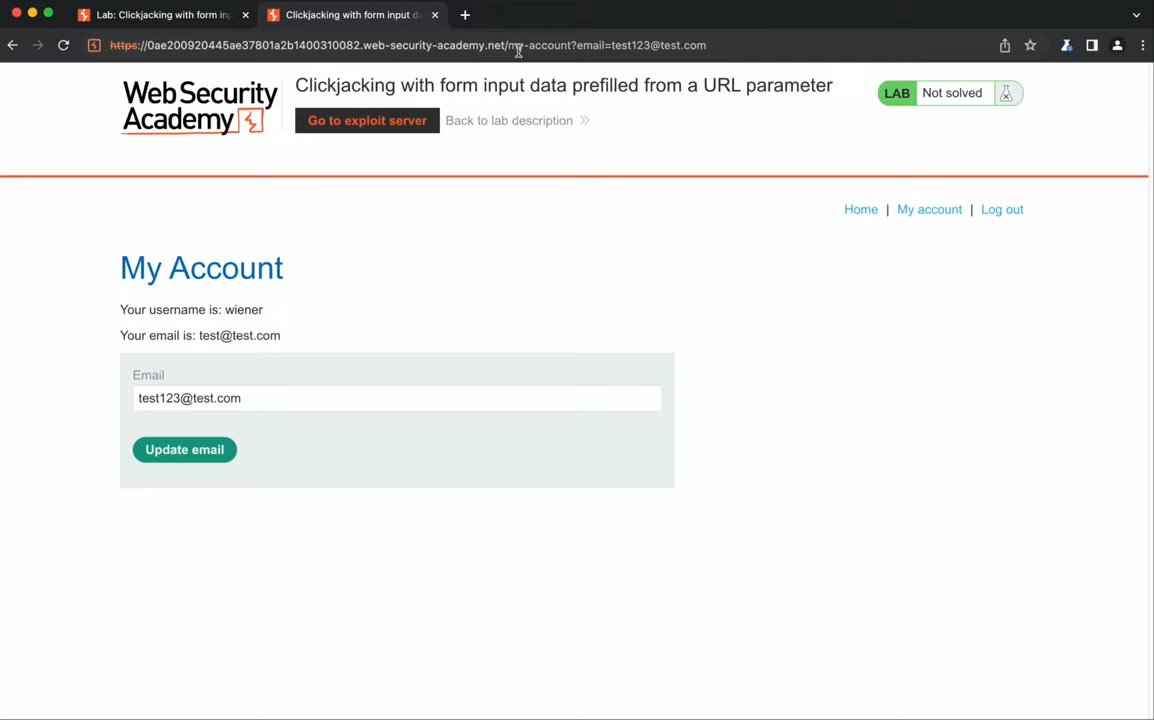 Lab: Clickjacking with form in
Clickjacking with form input d
https://0ae200920445ae37801a2b1400310082.web-security-academy.net/my-account?email=test123@test.com
WebSecurity
Academy
Clickjacking with form input data prefilled from a URL parameter
Go to exploit server
Back to lab description
LAB
Not solved
Home | My account | Log out
My Account
Your username is: wiener
Your email is: test@test.com
Email
test123@test.com
Update email